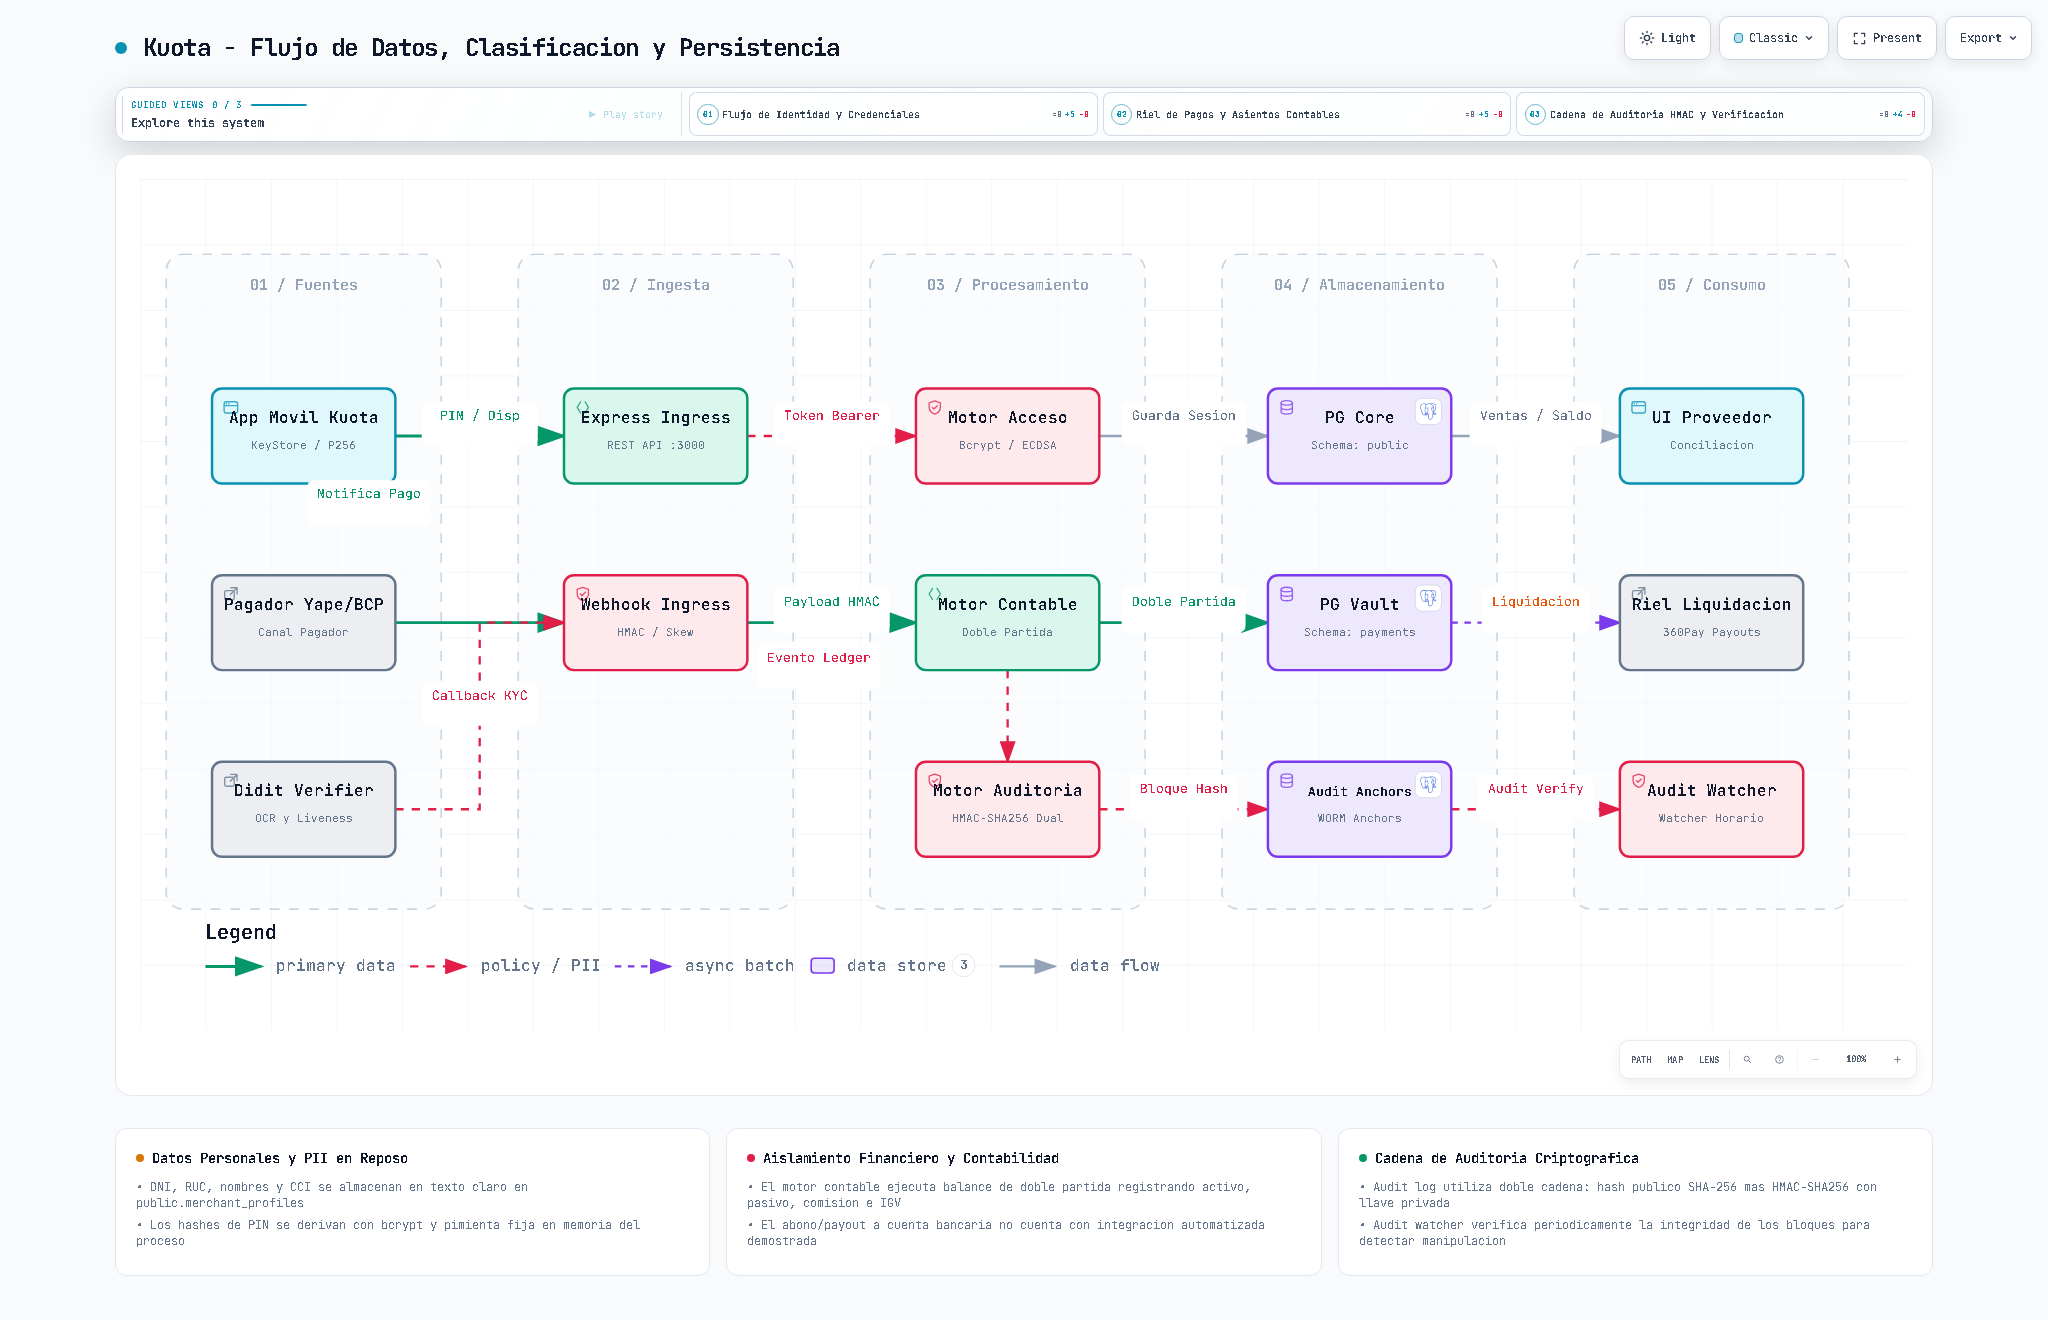 Kuota - Flujo de Datos, Clasificacion y Persistencia
Light
Classic
Present
Export
GUIDED VIEWS 0 / 3
Explore this system
Play story
01 Flujo de Identidad y Credenciales =0 +5 -0
02 Riel de Pagos y Asientos Contables =0 +5 -0
03 Cadena de Auditoria HMAC y Verificacion =0 +4 -0
01 / Fuentes
02 / Ingesta
03 / Procesamiento
04 / Almacenamiento
05 / Consumo
App Movil Kuota
KeyStore / P256
PIN / Disp
Express Ingress
REST API :3000
Token Bearer
Motor Acceso
Bcrypt / ECDSA
Guarda Sesion
PG Core
Schema: public
Ventas / Saldo
UI Proveedor
Conciliacion
Notifica Pago
Pagador Yape/BCP
Canal Pagador
Webhook Ingress
HMAC / Skew
Payload HMAC
Motor Contable
Doble Partida
Doble Partida
PG Vault
Schema: payments
Liquidacion
Riel Liquidacion
360Pay Payouts
Evento Ledger
Callback KYC
Didit Verifier
OCR y Liveness
Motor Auditoria
HMAC-SHA256 Dual
Bloque Hash
Audit Anchors
WORM Anchors
Audit Verify
Audit Watcher
Watcher Horario
Legend
primary data
policy / PII
async batch
data store 3
data flow
PATH MAP LENS
100%
Datos Personales y PII en Reposo
• DNI, RUC, nombres y CCI se almacenan en texto claro en
public.merchant_profiles
• Los hashes de PIN se derivan con bcrypt y pimienta fija en memoria del
proceso
Aislamiento Financiero y Contabilidad
• El motor contable ejecuta balance de doble partida registrando activo,
pasivo, comision e IGV
• El abono/payout a cuenta bancaria no cuenta con integracion automatizada
demostrada
Cadena de Auditoria Criptografica
• Audit log utiliza doble cadena: hash publico SHA-256 mas HMAC-SHA256 con
llave privada
• Audit watcher verifica periodicamente la integridad de los bloques para
detectar manipulacion